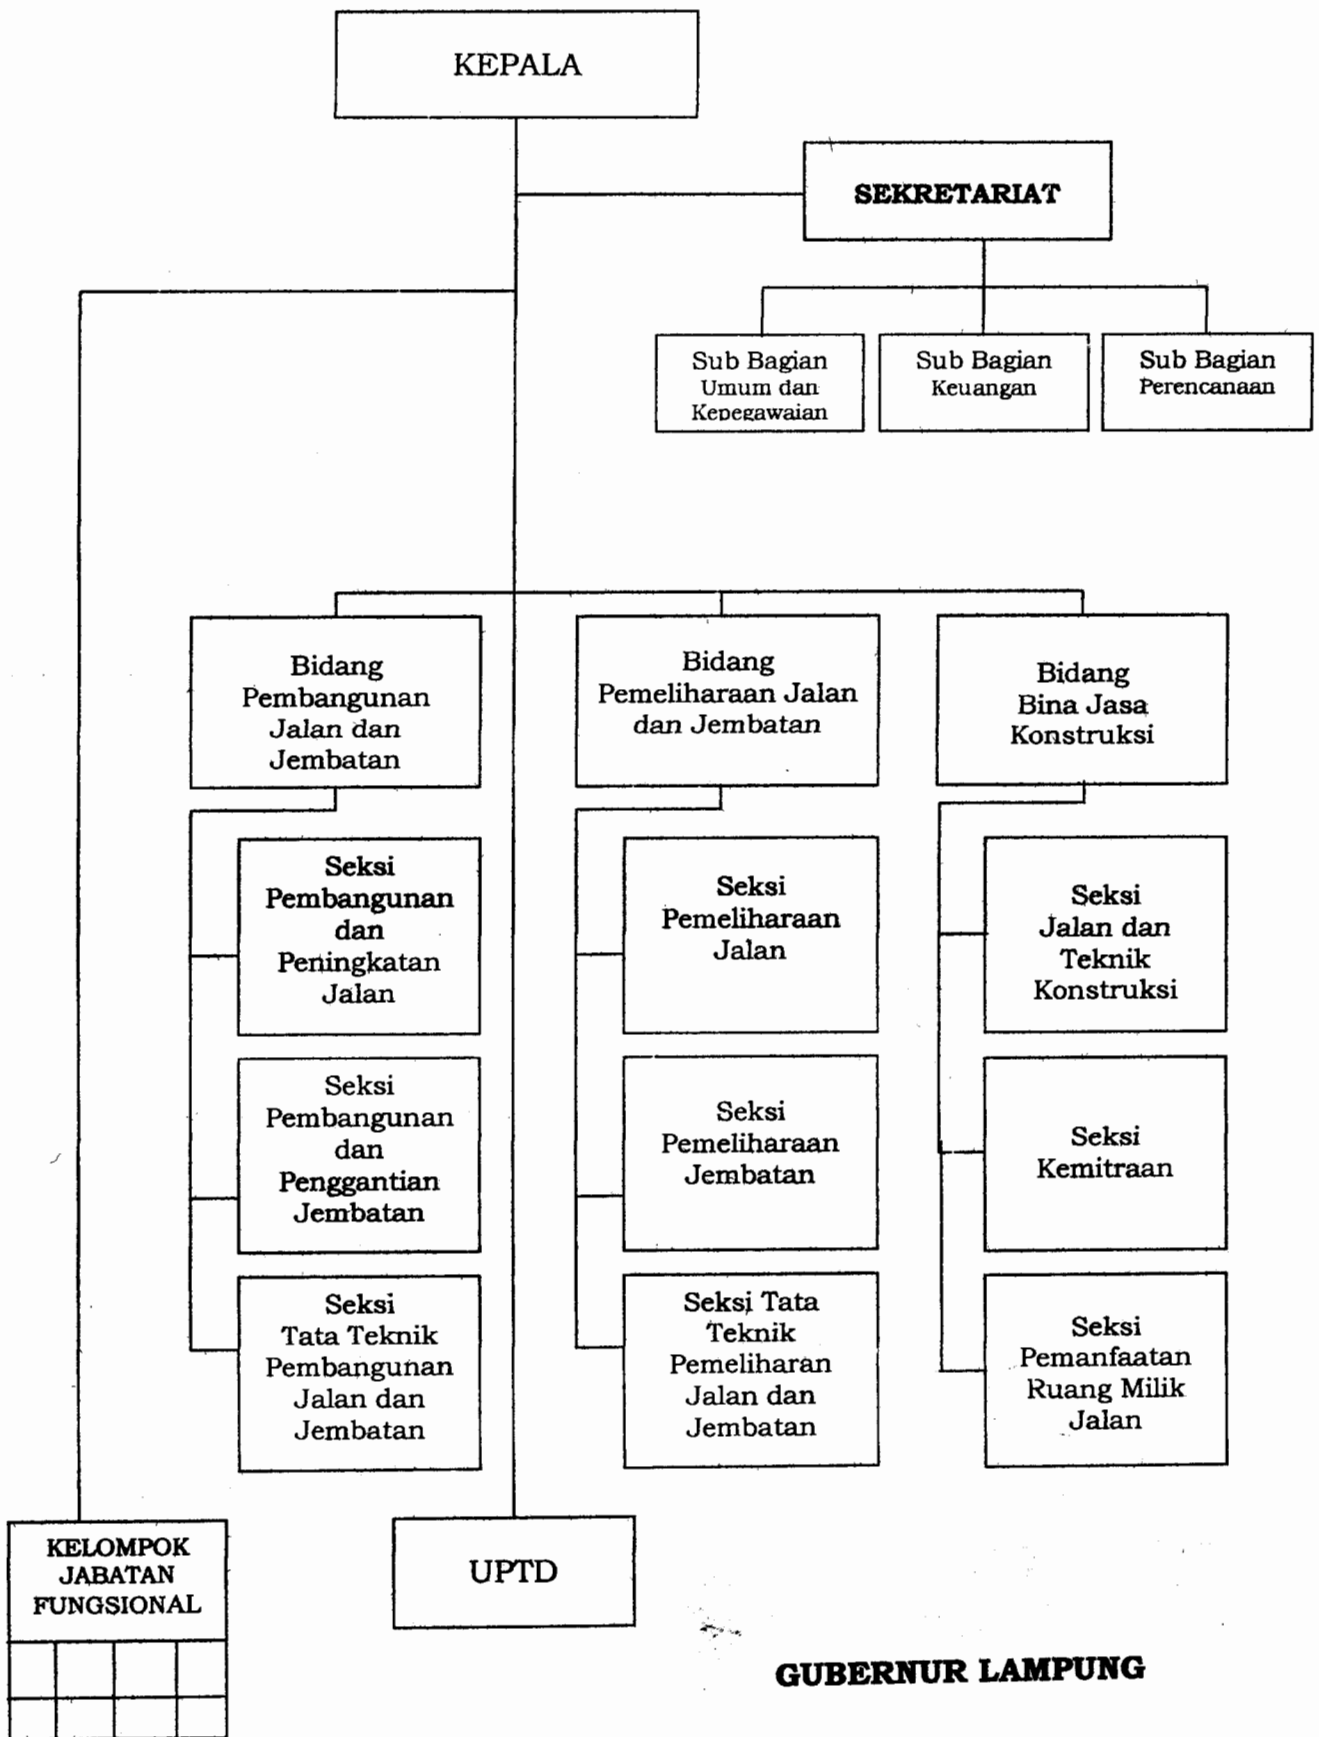 KEPALA
SEKRETARIAT
Sub Bagian
Umum dan
Kepegawaian
Sub Bagian
Keuangan
Sub Bagian
Perencanaan
Bidang
Pembangunan
Jalan dan
Jembatan
Bidang
Pemeliharaan Jalan
dan Jembatan
Bidang
Bina Jasa
Konstruksi
Seksi
Pembangunan
dan
Peningkatan
Jalan
Seksi
Pemeliharaan
Jalan
Seksi
Jalan dan
Teknik
Konstruksi
Seksi
Pembangunan
dan
Penggantian
Jembatan
Seksi
Pemeliharaan
Jembatan
Seksi
Kemitraan
Seksi
Tata Teknik
Pembangunan
Jalan dan
Jembatan
Seksi Tata
Teknik
Pemeliharan
Jalan dan
Jembatan
Seksi
Pemanfaatan
Ruang Milik
Jalan
KELOMPOK
JABATAN
FUNGSIONAL
UPTD
GUBERNUR LAMPUNG